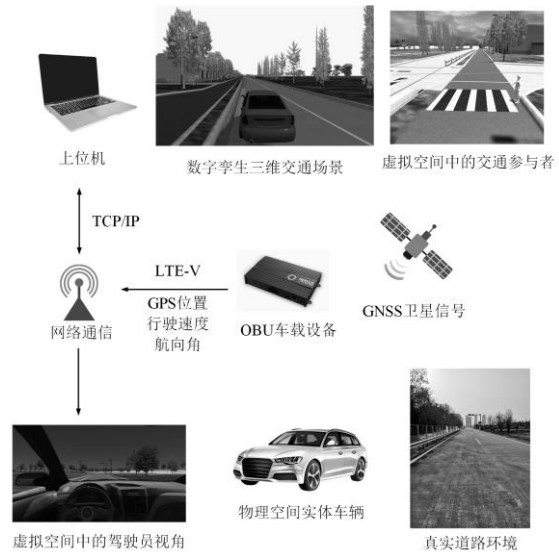 上位机
数字孪生三维交通场景
虚拟空间中的交通参与者
TCP/IP
LTE-V
GPS位置
行驶速度
航向角
网络通信
OBU车载设备
GNSS卫星信号
虚拟空间中的驾驶员视角
物理空间实体车辆
真实道路环境